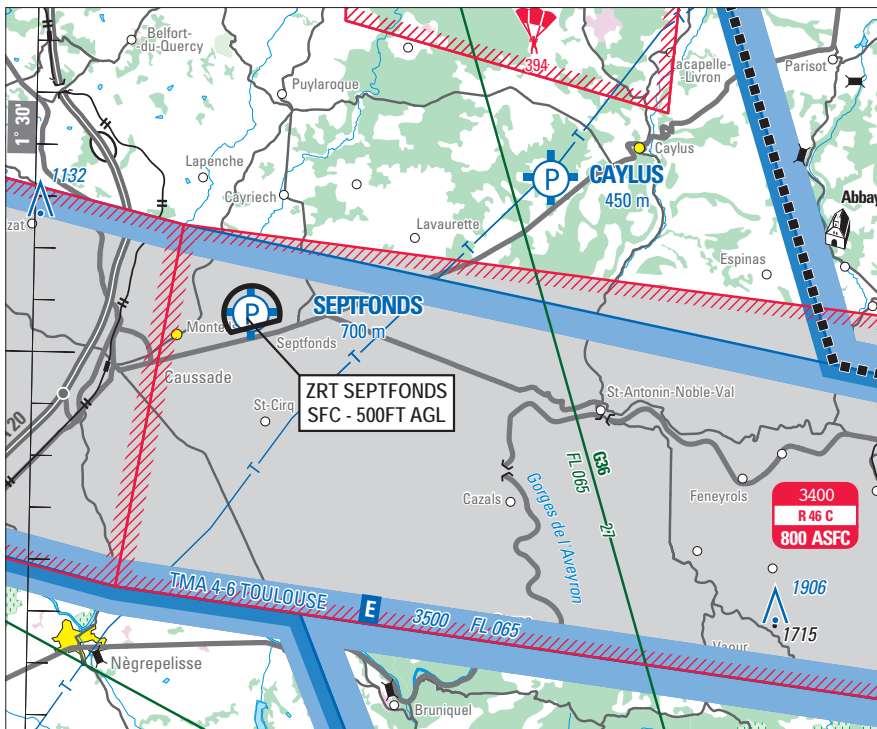 Belfort-
-du-Quercy
394
Lacapelle-
-Livron
Parisot
Puylaroque
1° 30'
Caylus
1132
Lapenche
CAYLUS
450 m
P
Cayriech
Abbay
zat
Lavaurette
Espinas
SEPTFONDS
700 m
P
Monte
Septfonds
Caussade
ZRT SEPTFONDS
SFC - 500FT AGL
St-Cirq
St-Antonin-Noble-Val
20
G36
FL 065
27
Cazals
Gorges de l'Aveyron
Feneyrols
3400
R 46 C
800 ASFC
TMA 4-6 TOULOUSE
E
3500 FL 065
1906
1715
Vaour
Nègrepelisse
Bruniquel
T
T
T
T
T